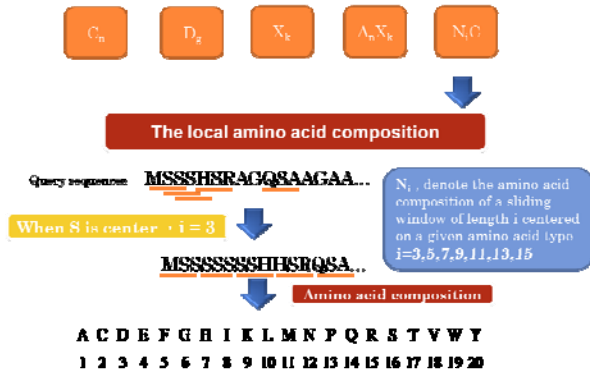 Cn Dg Xk AnXk NiC
The local amino acid composition
Query sequences MSSSHSRAGQSAAGAA...
Ni , denote the amino acid
composition of a sliding
window of length i centered
on a given amino acid type
i=3,5,7,9,11,13,15
When S is center , i = 3
MSSSSSSSHHSRQSA...
Amino acid composition
A C D E F G H I K L M N P Q R S T V W Y
1 2 3 4 5 6 7 8 9 10 11 12 13 14 15 16 17 18 19 20